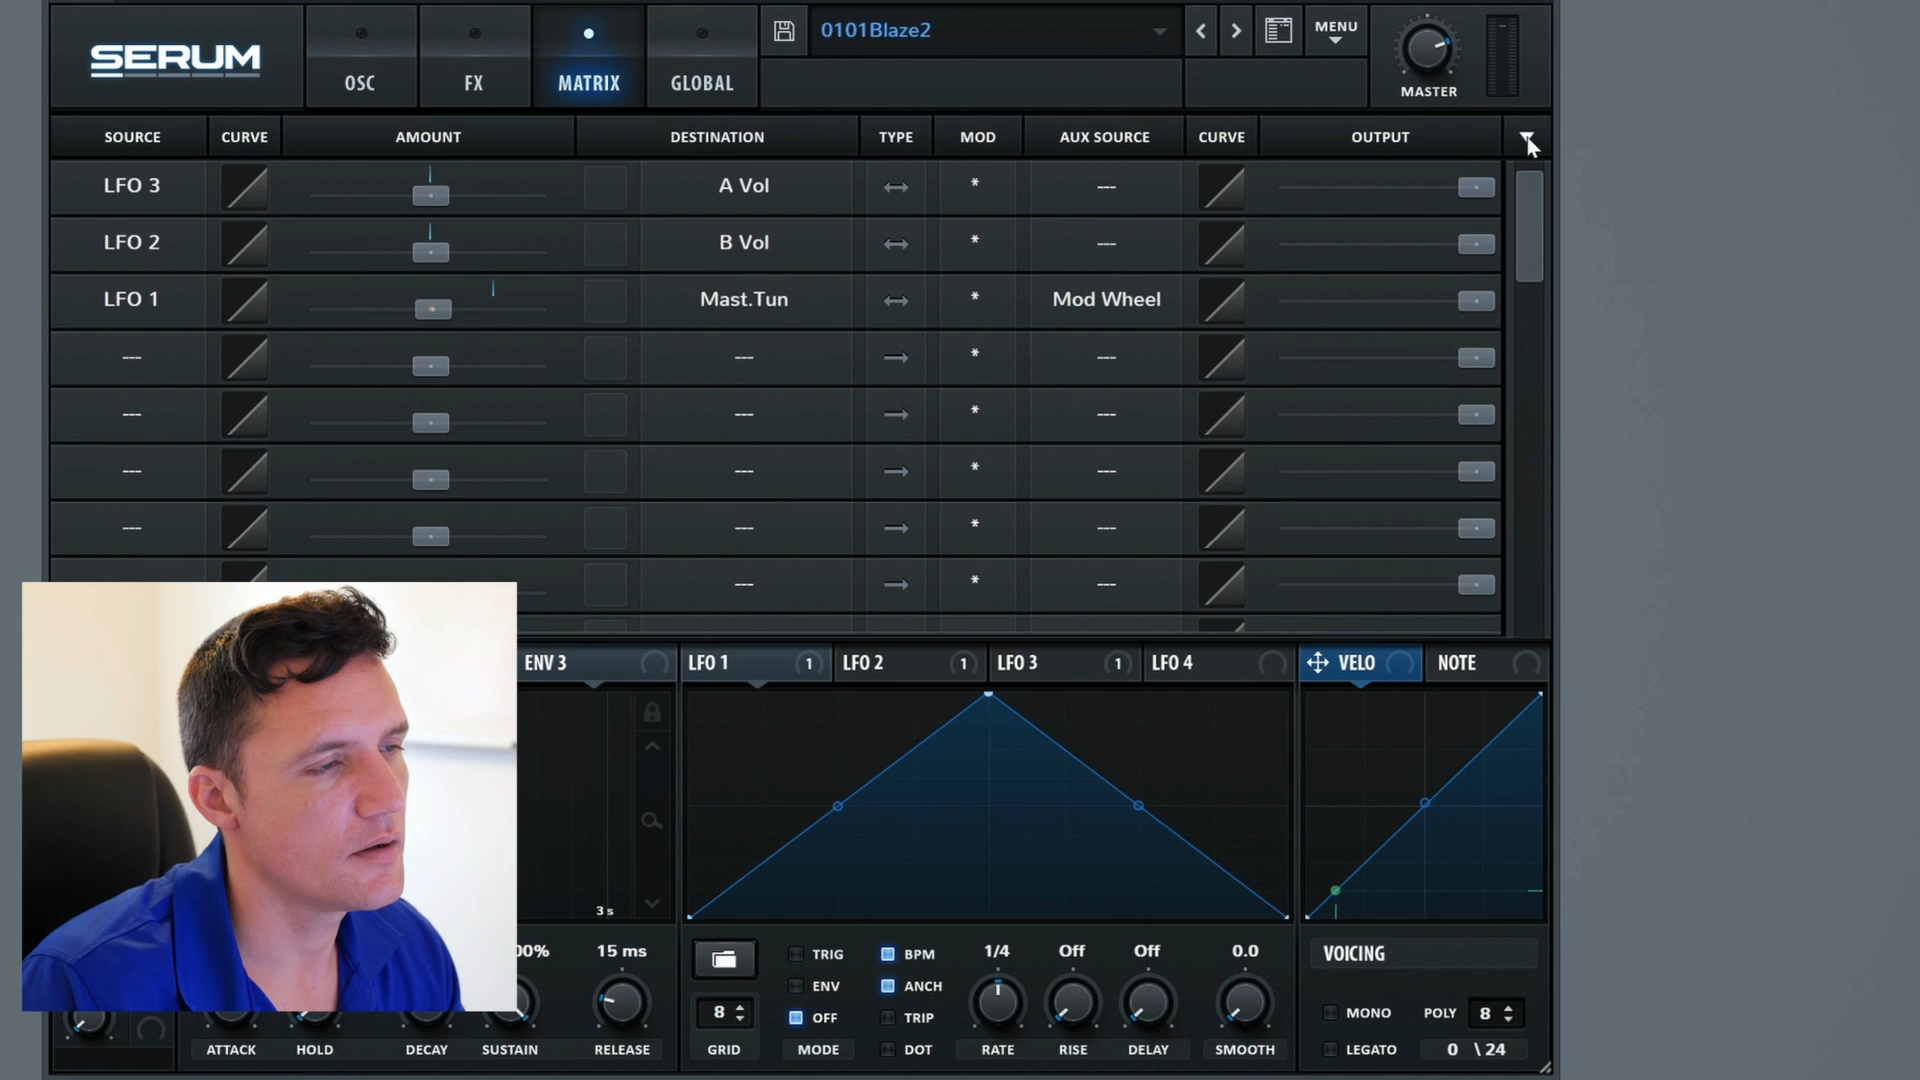 SERUM
OSC
FX
MATRIX
GLOBAL
0101Blaze2
MENU
MASTER
SOURCE CURVE AMOUNT DESTINATION TYPE MOD AUX SOURCE CURVE OUTPUT
LFO 3 A Vol * ---
LFO 2 B Vol * ---
LFO 1 Mast.Tun * Mod Wheel
--- --- * ---
--- --- * ---
--- --- * ---
--- --- * ---
--- * ---
ENV 3 LFO 1 1 LFO 2 1 LFO 3 1 LFO 4 VELO NOTE
3 s
00% 15 ms
ATTACK HOLD DECAY SUSTAIN RELEASE
8
GRID
TRIG
ENV
OFF
MODE
BPM
ANCH
TRIP
DOT
1/4 Off Off 0.0
RATE RISE DELAY SMOOTH
VOICING
MONO POLY 8
LEGATO 0 \ 24